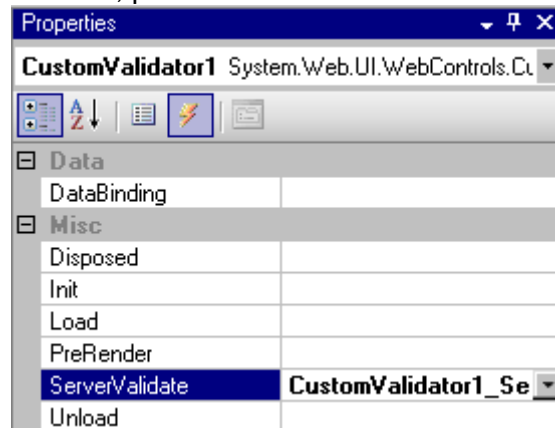 Properties
CustomValidator1 System.Web.UI.WebControls.Cu
A
Z
Data
DataBinding
Misc
Disposed
Init
Load
PreRender
ServerValidate CustomValidator1_Se
Unload